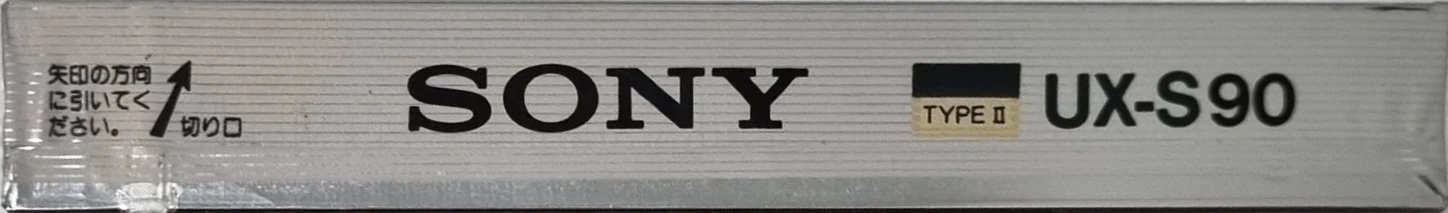 矢印の方向
に引いてく
ださい。
切り口
SONY
TYPE Ⅱ
UX-S90